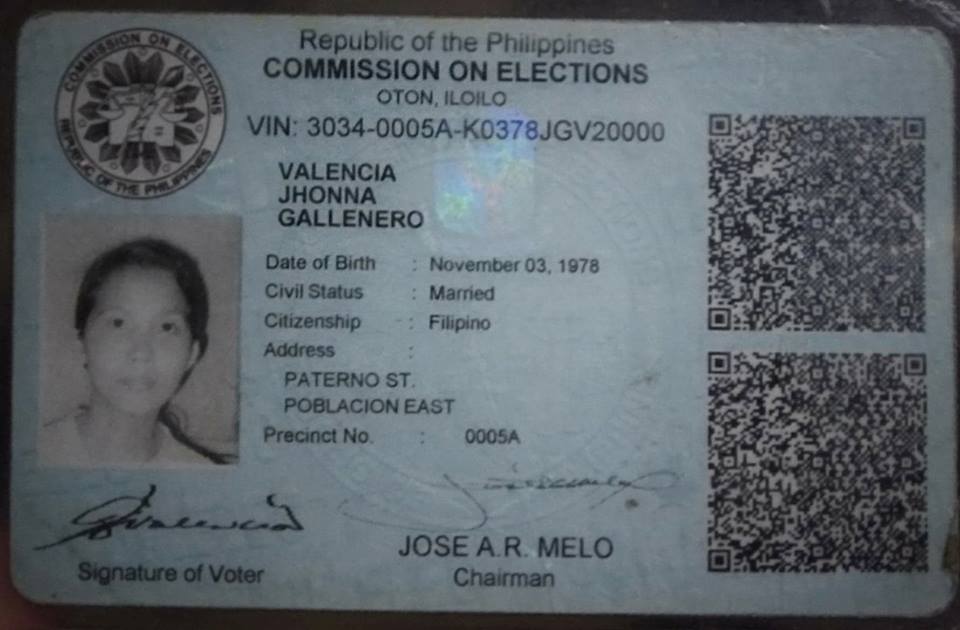 COMMISSION ON ELECTIONS
REPUBLIC OF THE PHILIPPINES
Republic of the Philippines
COMMISSION ON ELECTIONS
OTON, ILOILO
VIN: 3034-0005A-K0378JGV20000
VALENCIA
JHONNA
GALLENERO
Date of Birth : November 03, 1978
Civil Status : Married
Citizenship : Filipino
Address :
PATERNO ST.
POBLACION EAST
Precinct No. : 0005A
JOSE A.R. MELO
Chairman
Signature of Voter